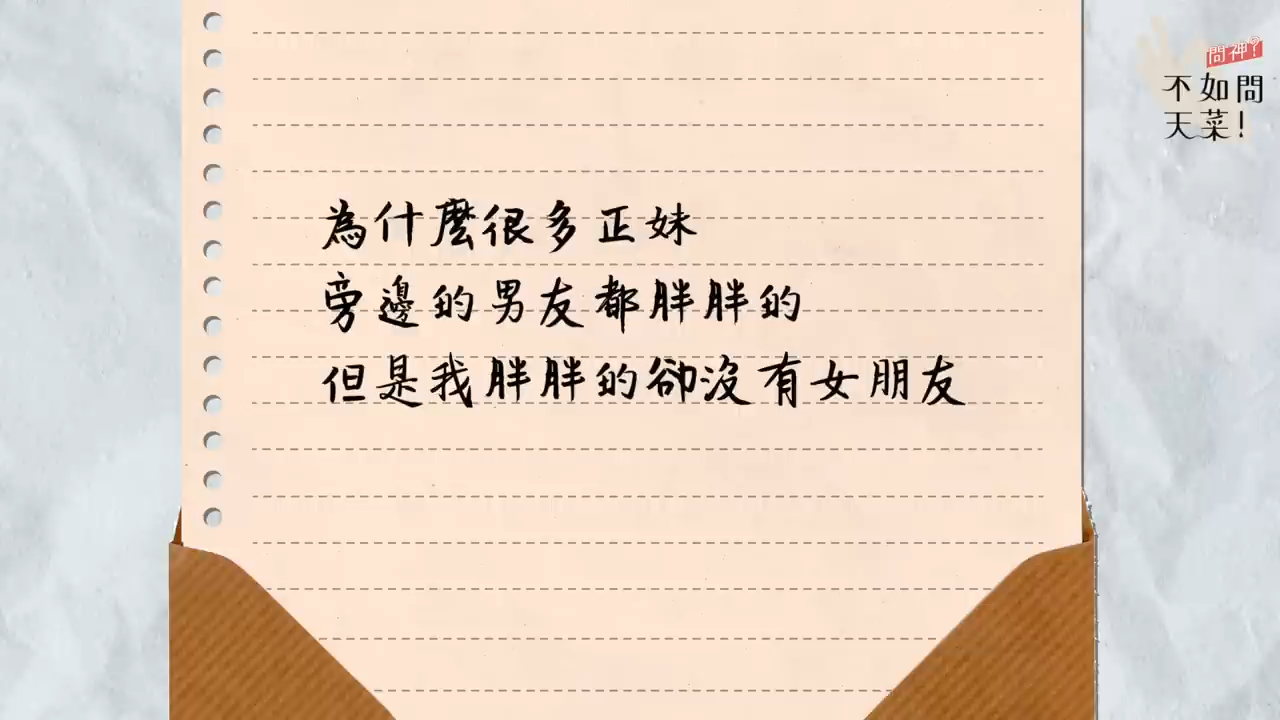 問神?
不如問
天菜!
為什麼很多正妹
旁邊的男友都胖胖的
但是我胖胖的卻沒有女朋友